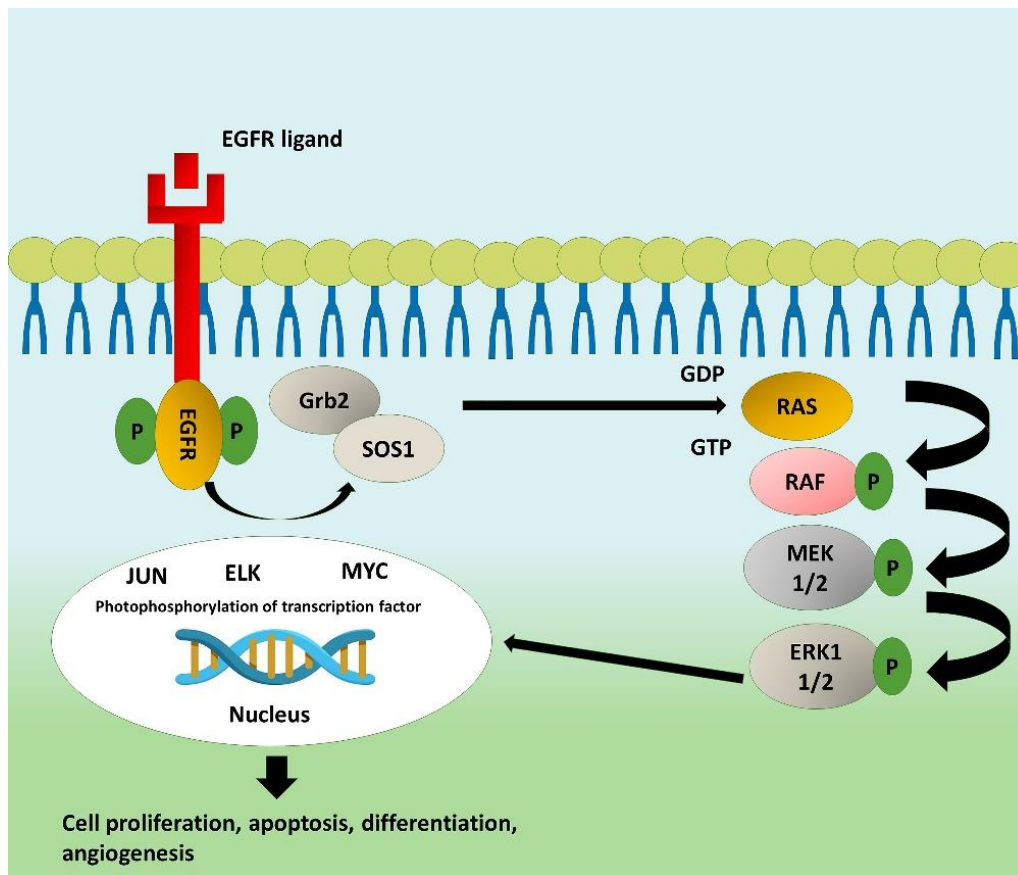 EGFR ligand
P
EGFR
P
Grb2
SOS1
GDP
GTP
RAS
RAF
P
MEK
1/2
P
ERK1
1/2
P
JUN
ELK
MYC
Photophosphorylation of transcription factor
Nucleus
Cell proliferation, apoptosis, differentiation,
angiogenesis